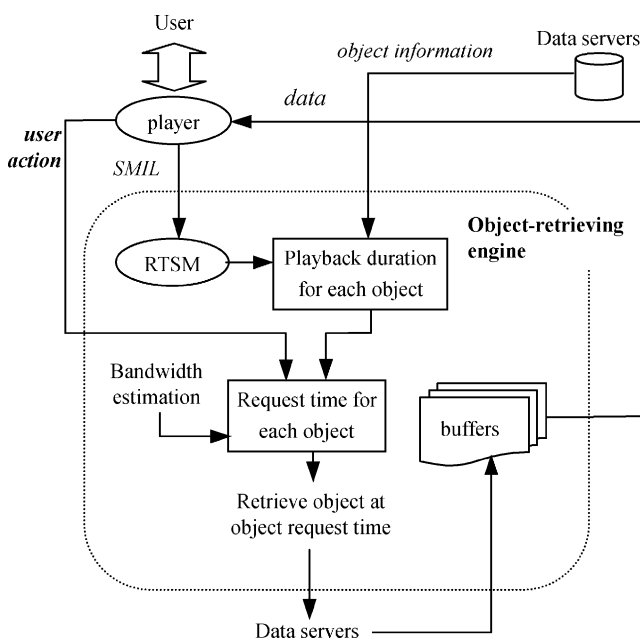 User
Data servers
object information
data
player
user
action
SMIL
Object-retrieving
engine
RTSM
Playback duration
for each object
Bandwidth
estimation
Request time for
each object
buffers
Retrieve object at
object request time
Data servers